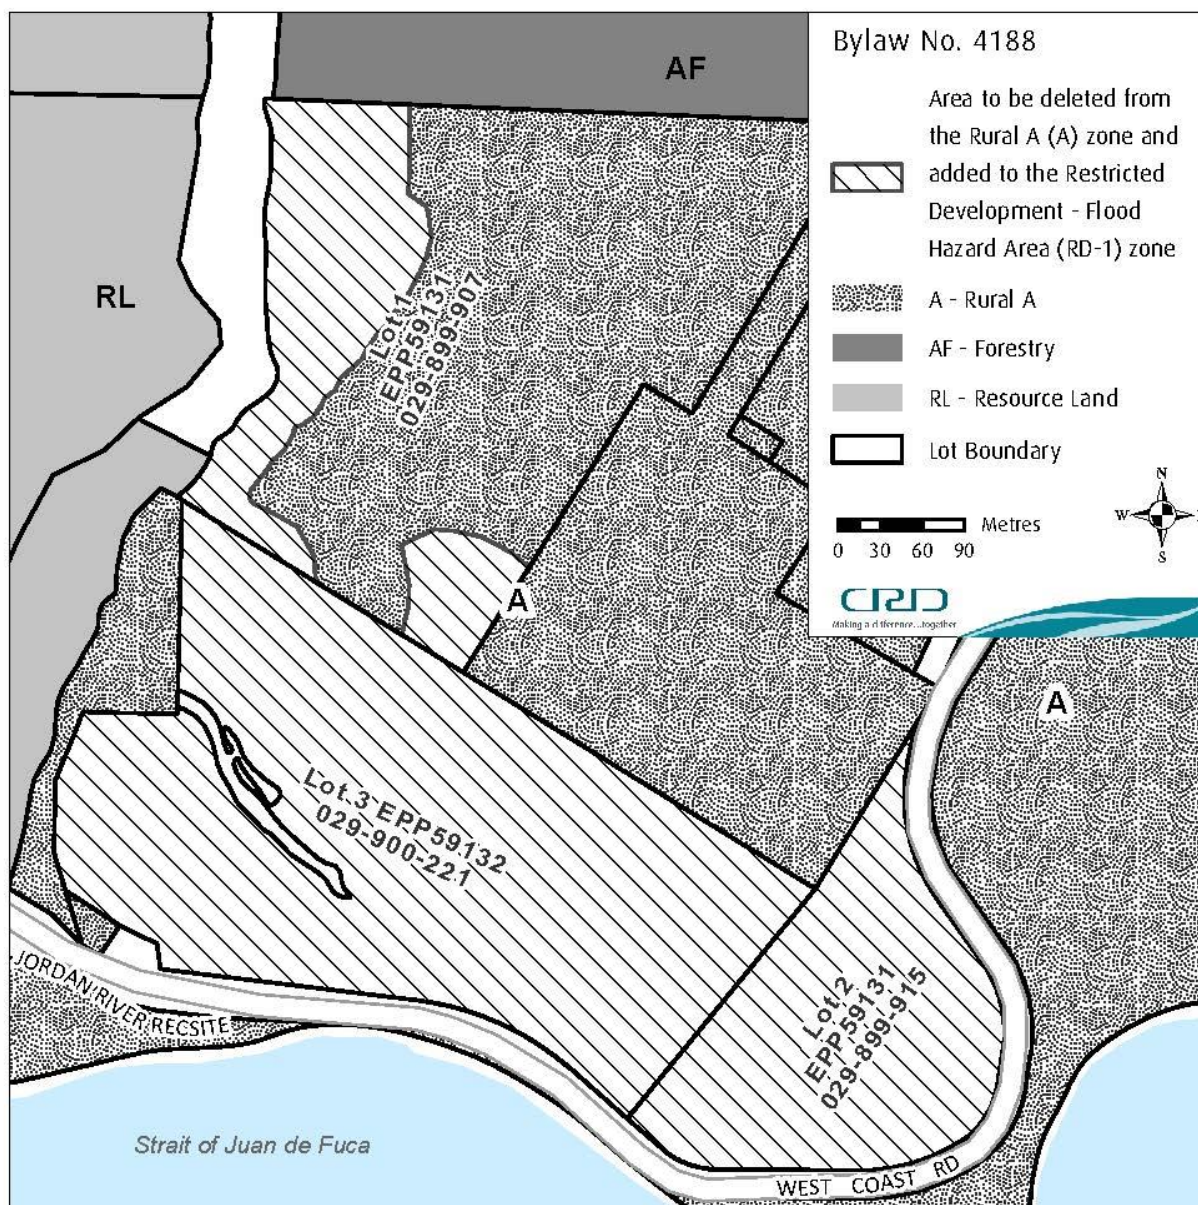 Bylaw No. 4188
Area to be deleted from
the Rural A (A) zone and
added to the Restricted
Development - Flood
Hazard Area (RD-1) zone
A - Rural A
AF - Forestry
RL - Resource Land
Lot Boundary
Metres
0 30 60 90
N
W
S
CRD
Making a difference...together
AF
RL
Lot 1
EPP59131
029-899-907
A
A
Lot 3 EPP59132
029-900-221
Lot 2
EPP59131
029-899-915
JORDAN RIVER RECSITE
WEST COAST RD
Strait of Juan de Fuca